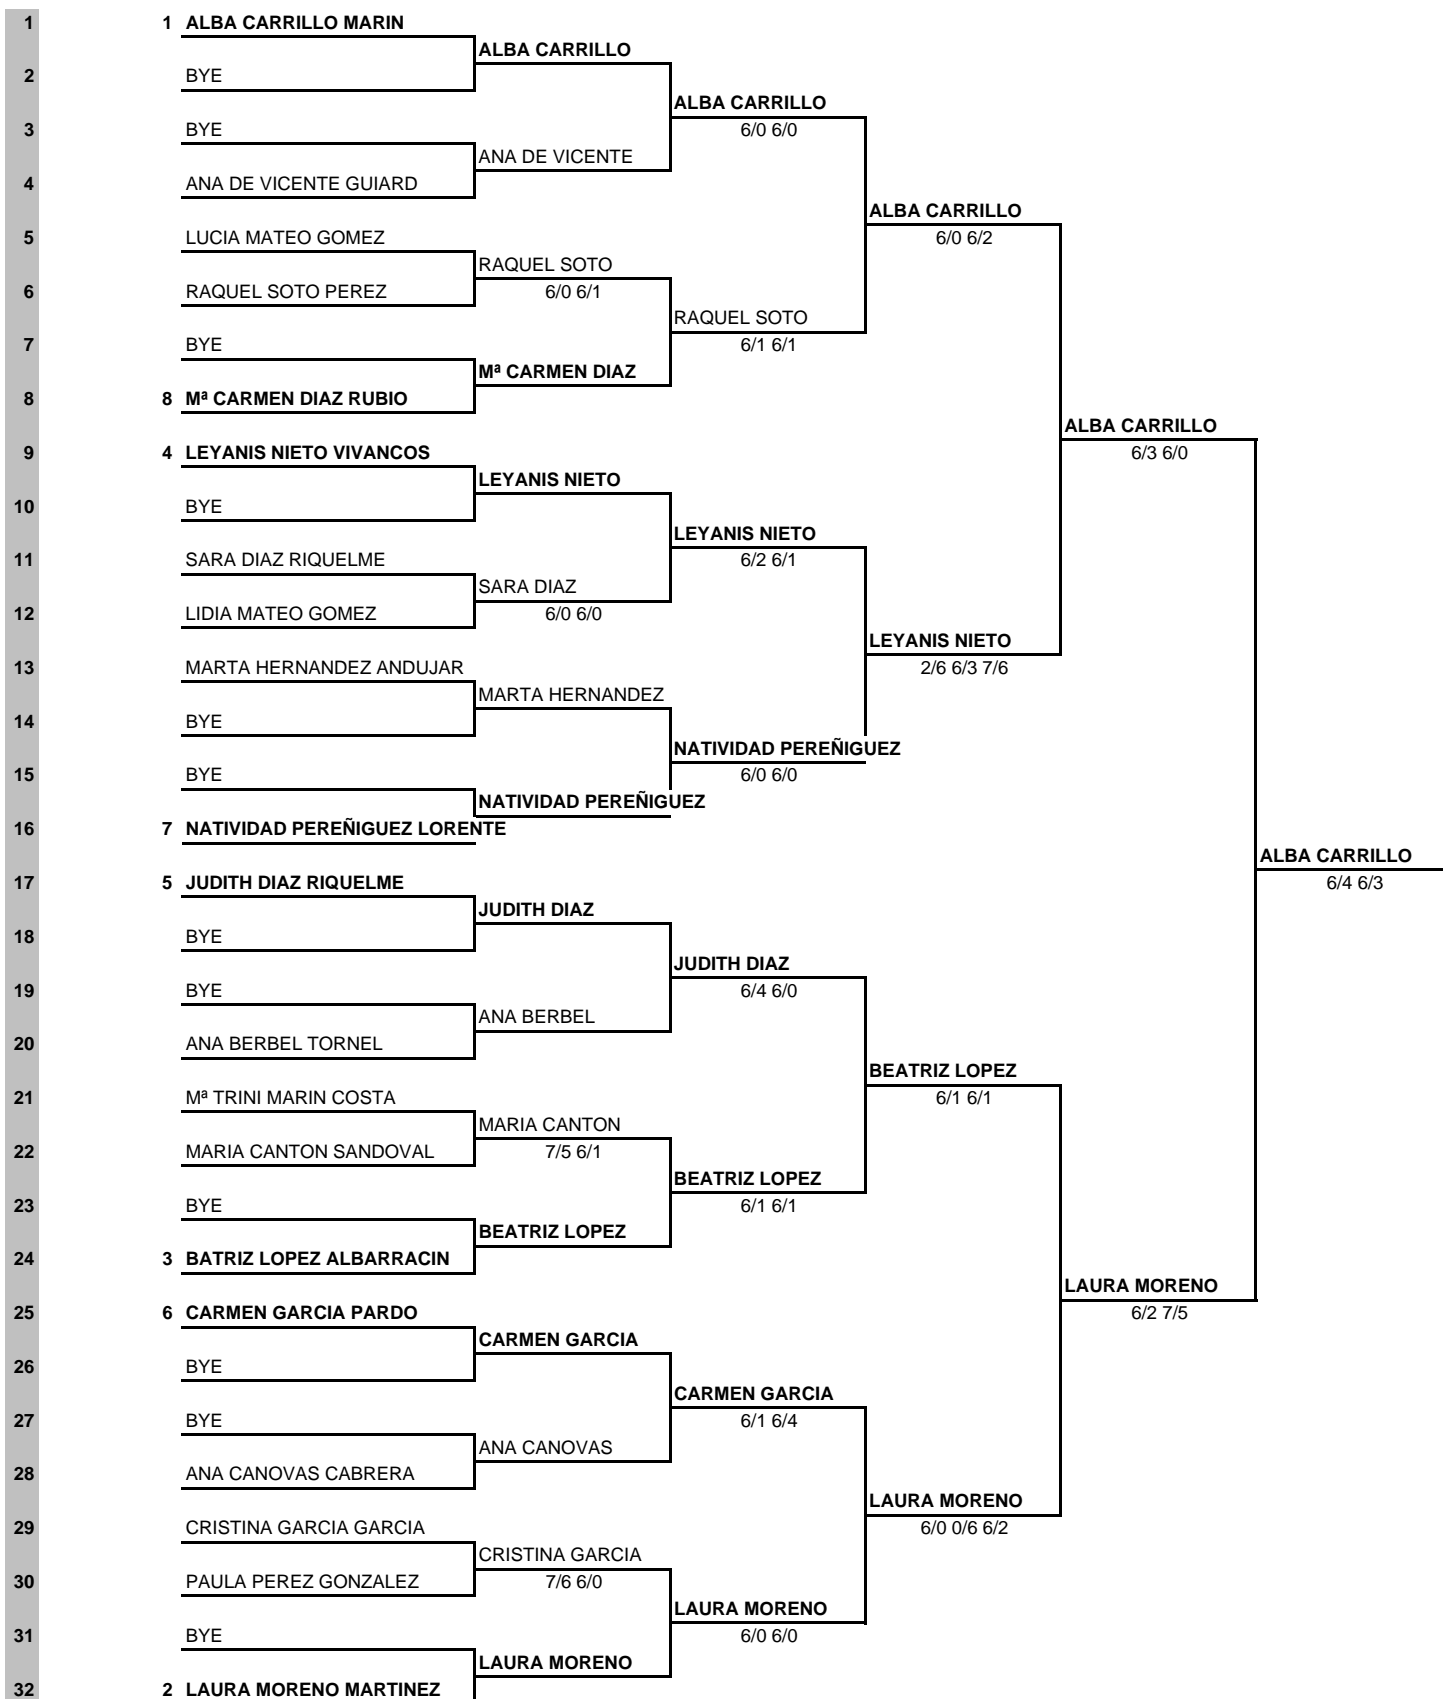 1 1 ALBA CARRILLO MARIN
ALBA CARRILLO
2 BYE
ALBA CARRILLO
3 BYE 6/0 6/0
ANA DE VICENTE
4 ANA DE VICENTE GUIARD
ALBA CARRILLO
5 LUCIA MATEO GOMEZ 6/0 6/2
RAQUEL SOTO
6 RAQUEL SOTO PEREZ 6/0 6/1
RAQUEL SOTO
7 BYE 6/1 6/1
Mª CARMEN DIAZ
8 8 Mª CARMEN DIAZ RUBIO
ALBA CARRILLO
9 4 LEYANIS NIETO VIVANCOS 6/3 6/0
LEYANIS NIETO
10 BYE
LEYANIS NIETO
11 SARA DIAZ RIQUELME 6/2 6/1
SARA DIAZ
12 LIDIA MATEO GOMEZ 6/0 6/0
LEYANIS NIETO
13 MARTA HERNANDEZ ANDUJAR 2/6 6/3 7/6
MARTA HERNANDEZ
14 BYE
NATIVIDAD PEREÑIGUEZ
15 BYE 6/0 6/0
NATIVIDAD PEREÑIGUEZ
16 7 NATIVIDAD PEREÑIGUEZ LORENTE
ALBA CARRILLO
17 5 JUDITH DIAZ RIQUELME 6/4 6/3
JUDITH DIAZ
18 BYE
JUDITH DIAZ
19 BYE 6/4 6/0
ANA BERBEL
20 ANA BERBEL TORNEL
BEATRIZ LOPEZ
21 Mª TRINI MARIN COSTA 6/1 6/1
MARIA CANTON
22 MARIA CANTON SANDOVAL 7/5 6/1
BEATRIZ LOPEZ
23 BYE 6/1 6/1
BEATRIZ LOPEZ
24 3 BATRIZ LOPEZ ALBARRACIN
LAURA MORENO
25 6 CARMEN GARCIA PARDO 6/2 7/5
CARMEN GARCIA
26 BYE
CARMEN GARCIA
27 BYE 6/1 6/4
ANA CANOVAS
28 ANA CANOVAS CABRERA
LAURA MORENO
29 CRISTINA GARCIA GARCIA 6/0 0/6 6/2
CRISTINA GARCIA
30 PAULA PEREZ GONZALEZ 7/6 6/0
LAURA MORENO
31 BYE 6/0 6/0
LAURA MORENO
32 2 LAURA MORENO MARTINEZ